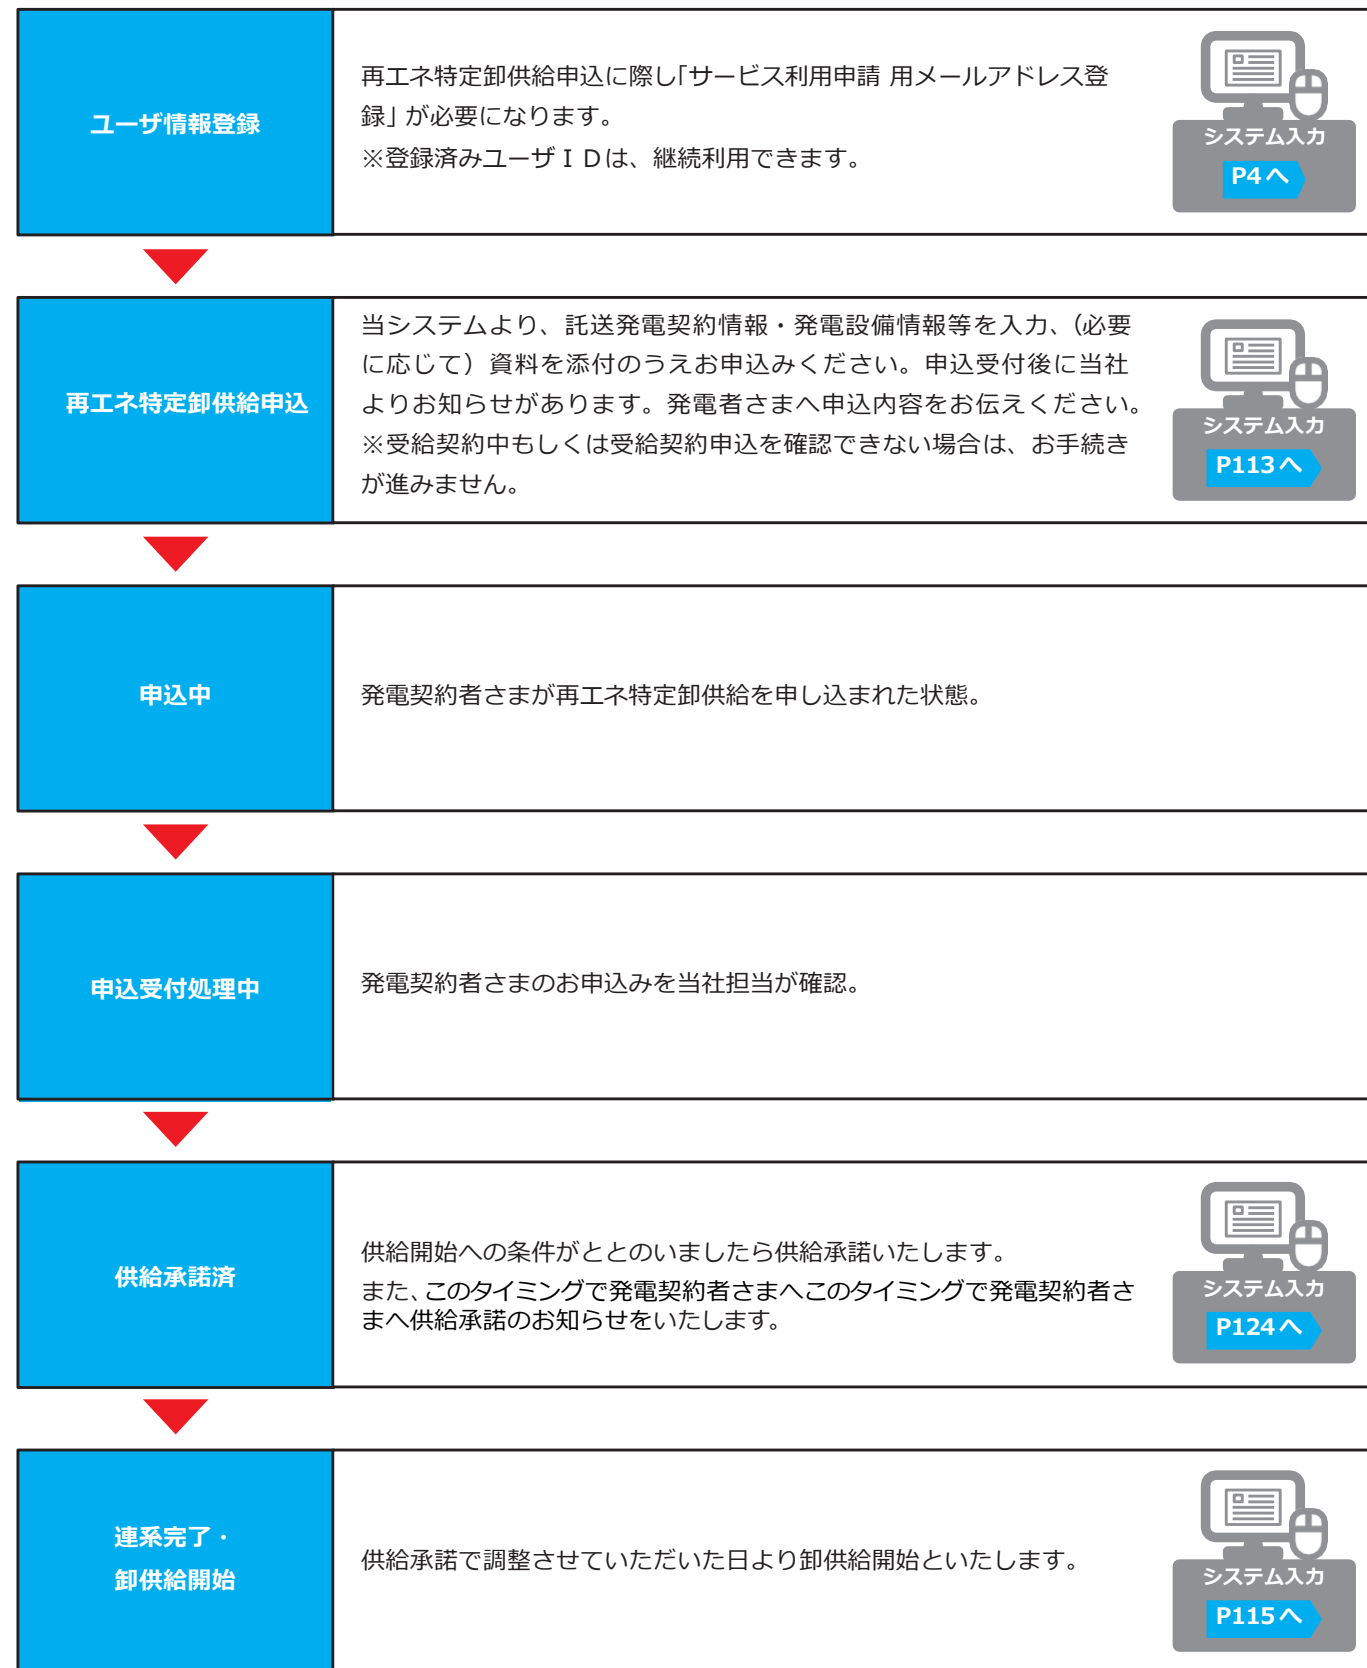 ユーザ情報登録
再エネ特定卸供給申込に際し「サービス利用申請 用メールアドレス登
録」が必要になります。
※登録済みユーザＩＤは、継続利用できます。
システム入力
P4へ
再エネ特定卸供給申込
当システムより、託送発電契約情報・発電設備情報等を入力、（必要
に応じて）資料を添付のうえお申込みください。申込受付後に当社
よりお知らせがあります。発電者さまへ申込内容をお伝えください。
※受給契約中もしくは受給契約申込を確認できない場合は、お手続き
が進みません。
システム入力
P113へ
申込中
発電契約者さまが再エネ特定卸供給を申し込まれた状態。
申込受付処理中
発電契約者さまのお申込みを当社担当が確認。
供給承諾済
供給開始への条件がととのいましたら供給承諾いたします。
また、このタイミングで発電契約者さまへこのタイミングで発電契約者さ
まへ供給承諾のお知らせをいたします。
システム入力
P124へ
連系完了・
卸供給開始
供給承諾で調整させていただいた日より卸供給開始といたします。
システム入力
P115へ